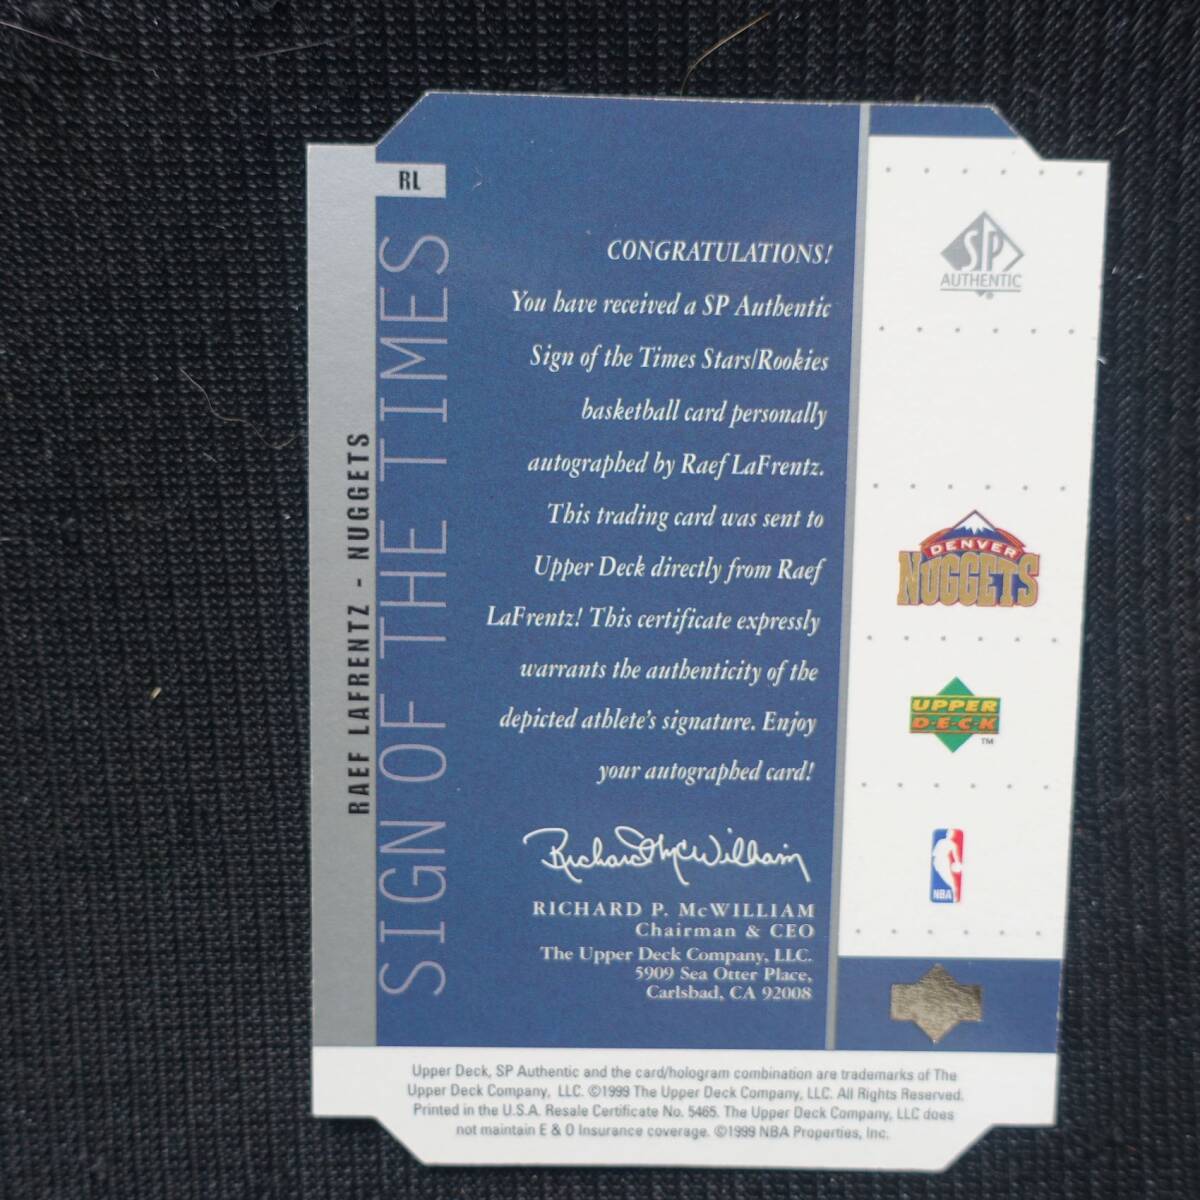 RL
RAEF LAFRENTZ - NUGGETS
SIGN OF THE TIMES
CONGRATULATIONS!
You have received a SP Authentic
Sign of the Times Stars/Rookies
basketball card personally
autographed by Raef LaFrentz.
This trading card was sent to
Upper Deck directly from Raef
LaFrentz! This certificate expressly
warrants the authenticity of the
depicted athlete's signature. Enjoy
your autographed card!
Richard McWilliam
RICHARD P. McWILLIAM
Chairman & CEO
The Upper Deck Company, LLC.
5909 Sea Otter Place,
Carlsbad, CA 92008
SP
AUTHENTIC
DENVER
NUGGETS
UPPER
D·E·C·K
TM
NBA
Upper Deck, SP Authentic and the card/hologram combination are trademarks of The
Upper Deck Company, LLC. ©1999 The Upper Deck Company, LLC. All Rights Reserved.
Printed in the U.S.A. Resale Certificate No. 5465. The Upper Deck Company, LLC does
not maintain E & O Insurance coverage. ©1999 NBA Properties, Inc.